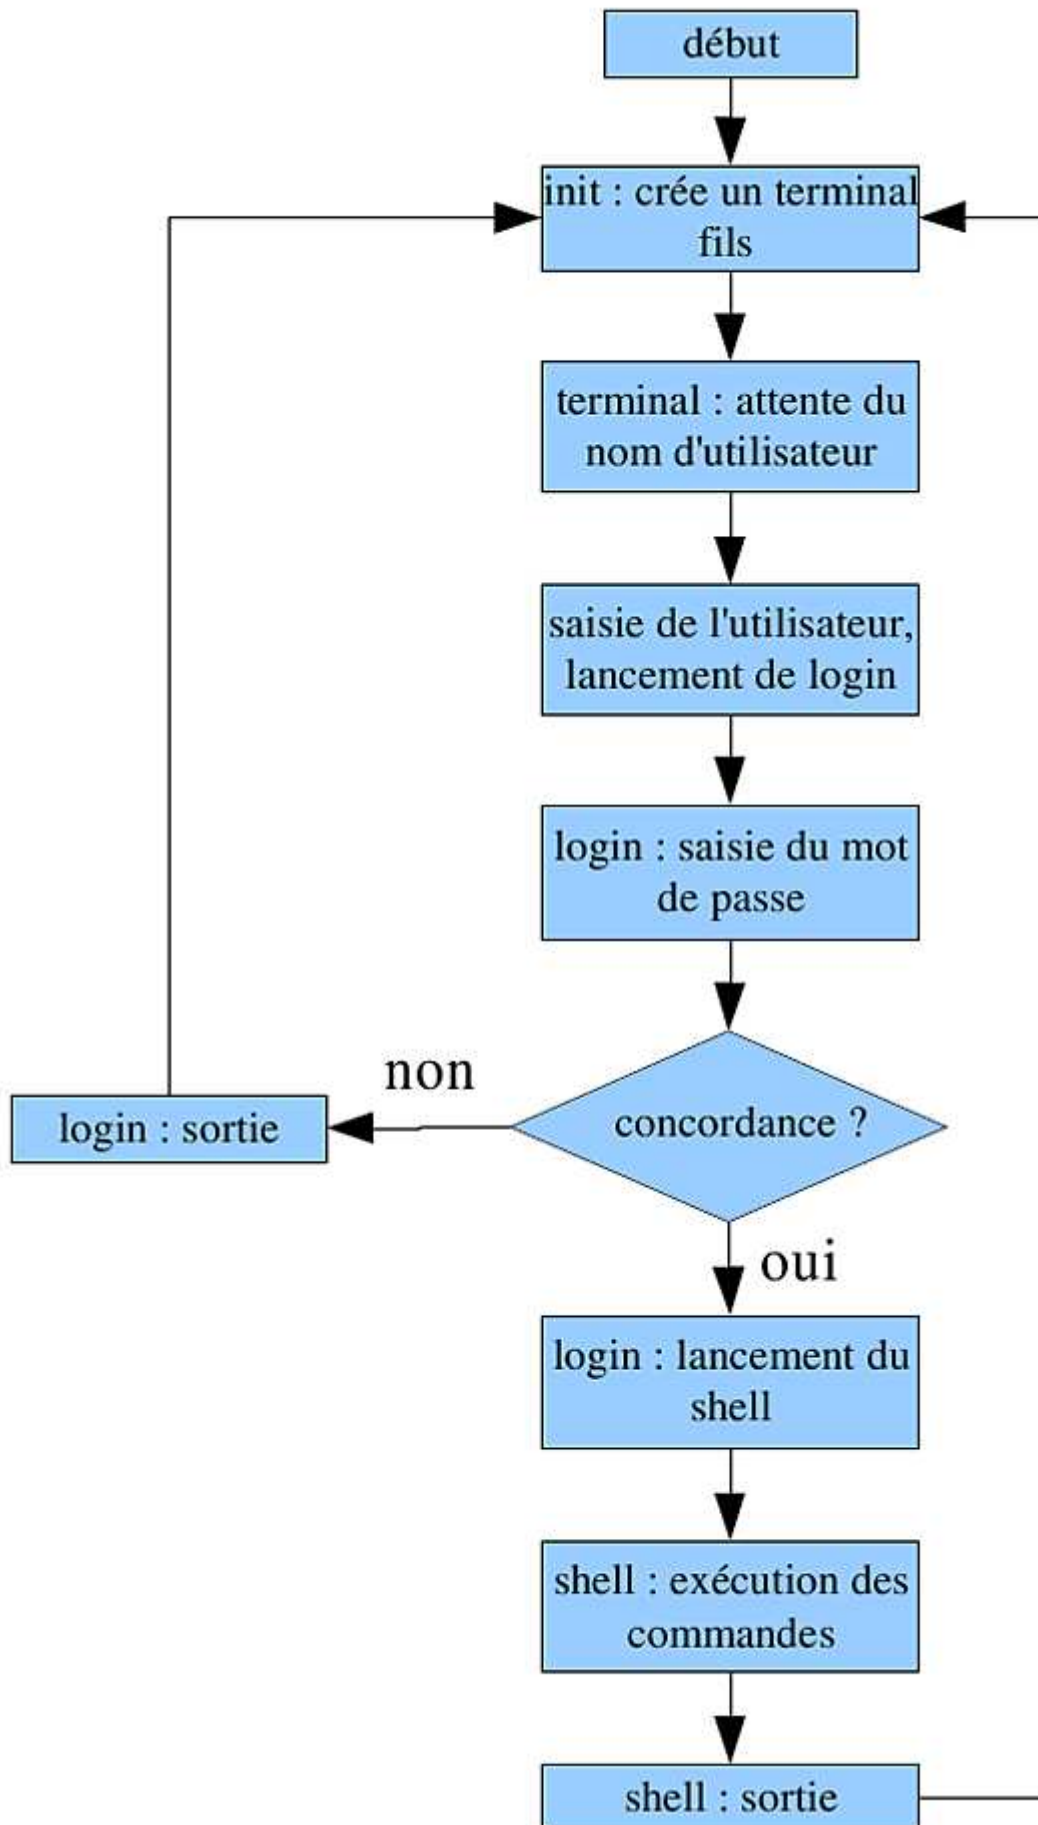 début
init : crée un terminal
fils
terminal : attente du
nom d'utilisateur
saisie de l'utilisateur,
lancement de login
login : saisie du mot
de passe
concordance ?
non
login : sortie
oui
login : lancement du
shell
shell : exécution des
commandes
shell : sortie